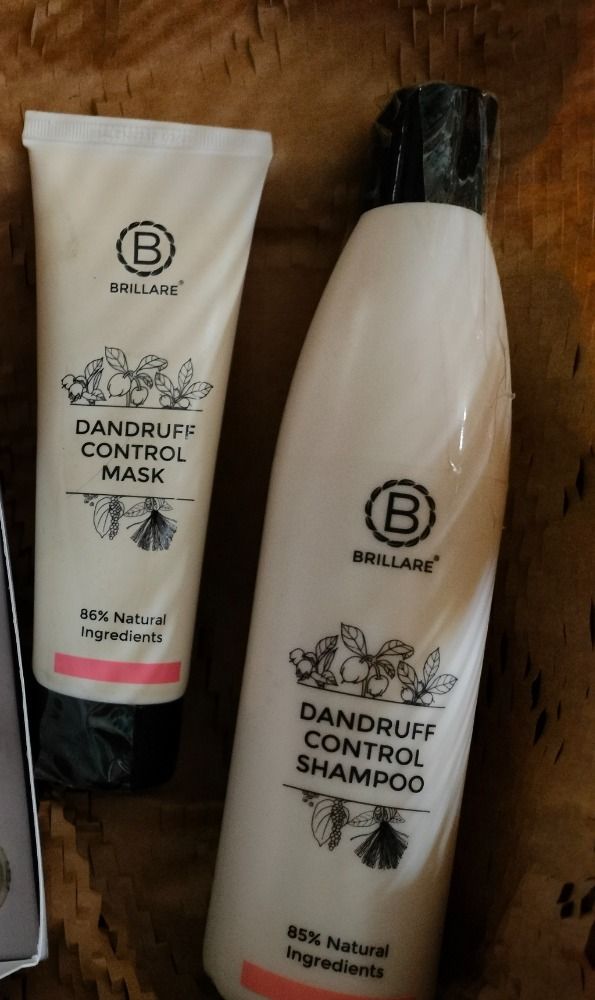 B
BRILLARE®
DANDRUFF
CONTROL
MASK
86% Natural
Ingredients
B
BRILLARE®
DANDRUFF
CONTROL
SHAMPOO
85% Natural
Ingredients